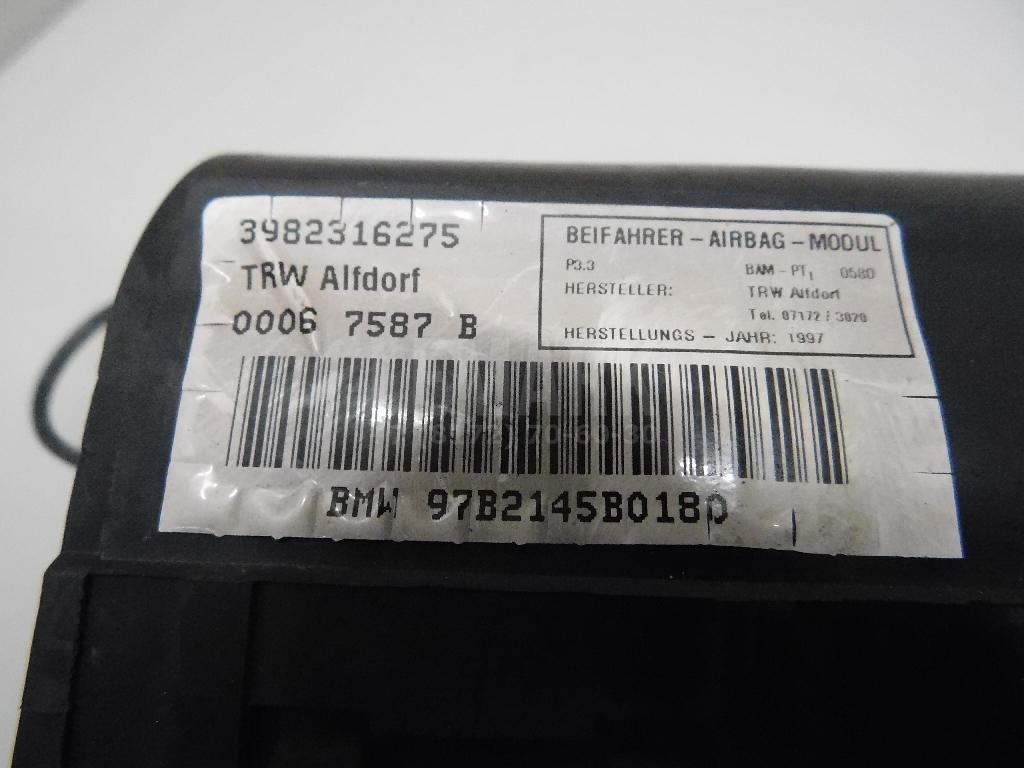 3982316275
TRW Alfdorf
0006 7587 B
BEIFAHRER – AIRBAG – MODUL
P3.3 BAM – PT1 0580
HERSTELLER: TRW Alfdorf
Tel. 07172 / 3020
HERSTELLUNGS – JAHR: 1997
BMW 97B2145B0180